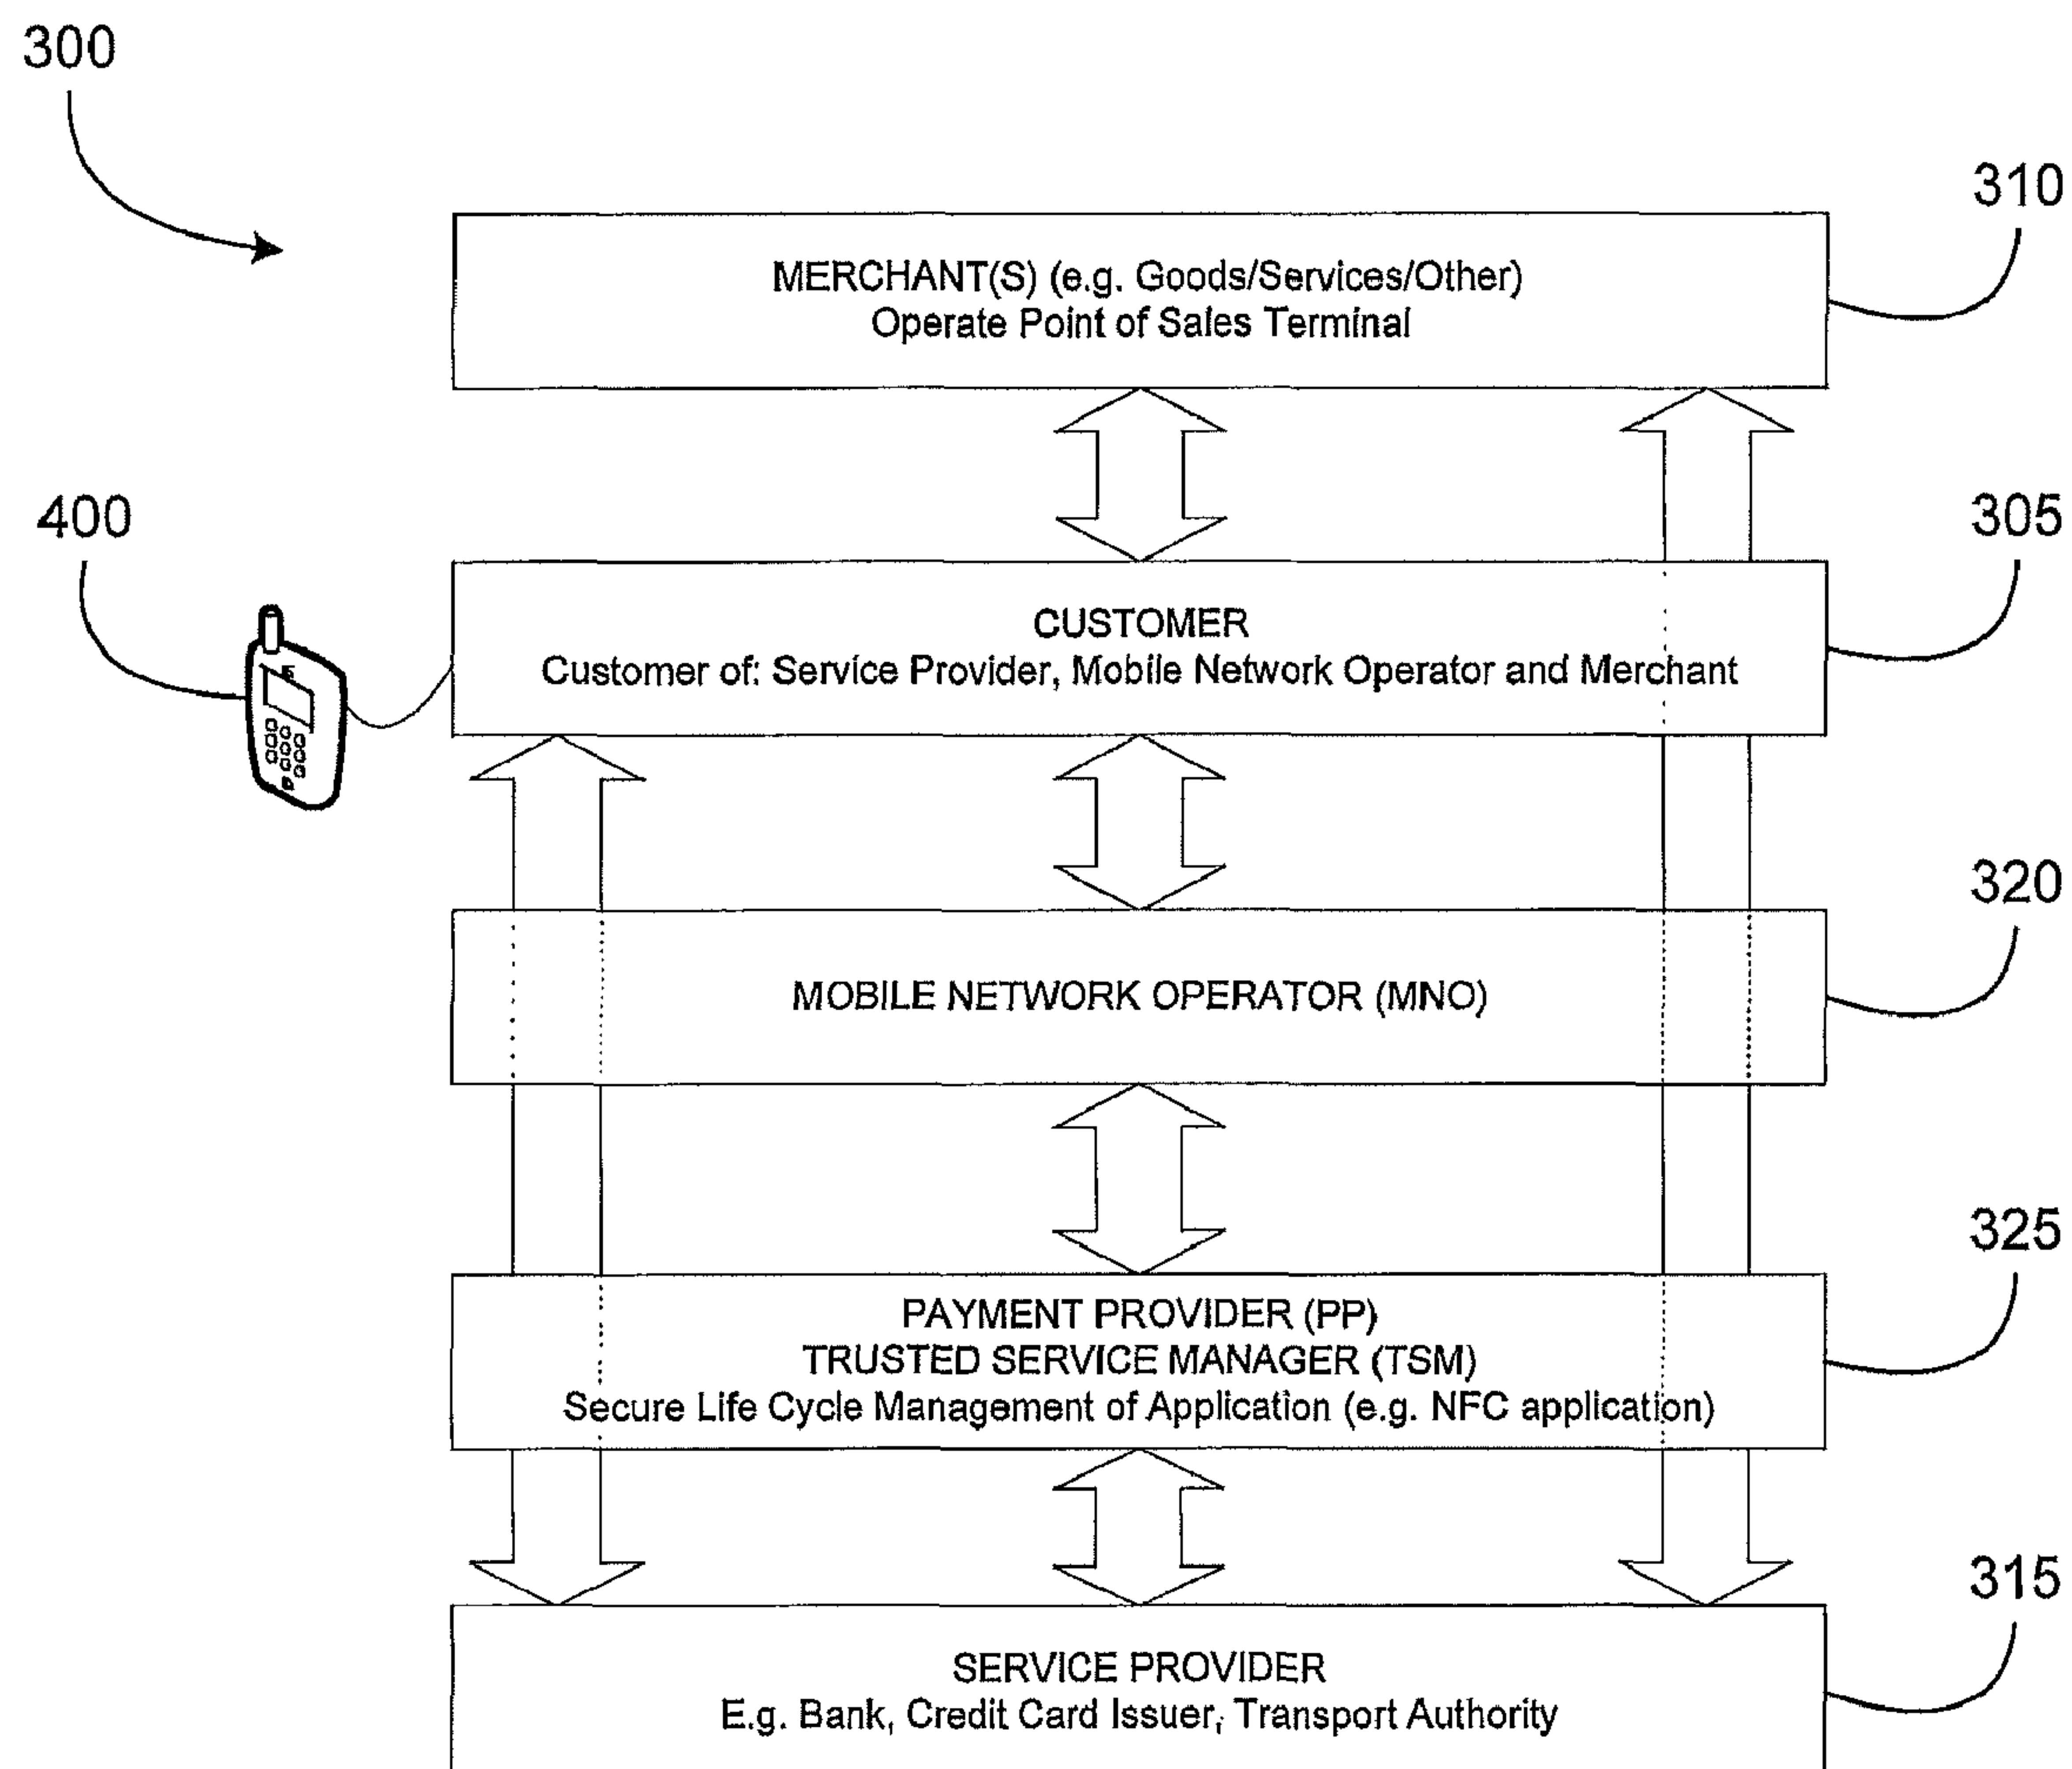 300
310
MERCHANT(S) (e.g. Goods/Services/Other)
Operate Point of Sales Terminal
400
305
CUSTOMER
Customer of: Service Provider, Mobile Network Operator and Merchant
320
MOBILE NETWORK OPERATOR (MNO)
325
PAYMENT PROVIDER (PP)
TRUSTED SERVICE MANAGER (TSM)
Secure Life Cycle Management of Application (e.g. NFC application)
315
SERVICE PROVIDER
E.g. Bank, Credit Card Issuer, Transport Authority